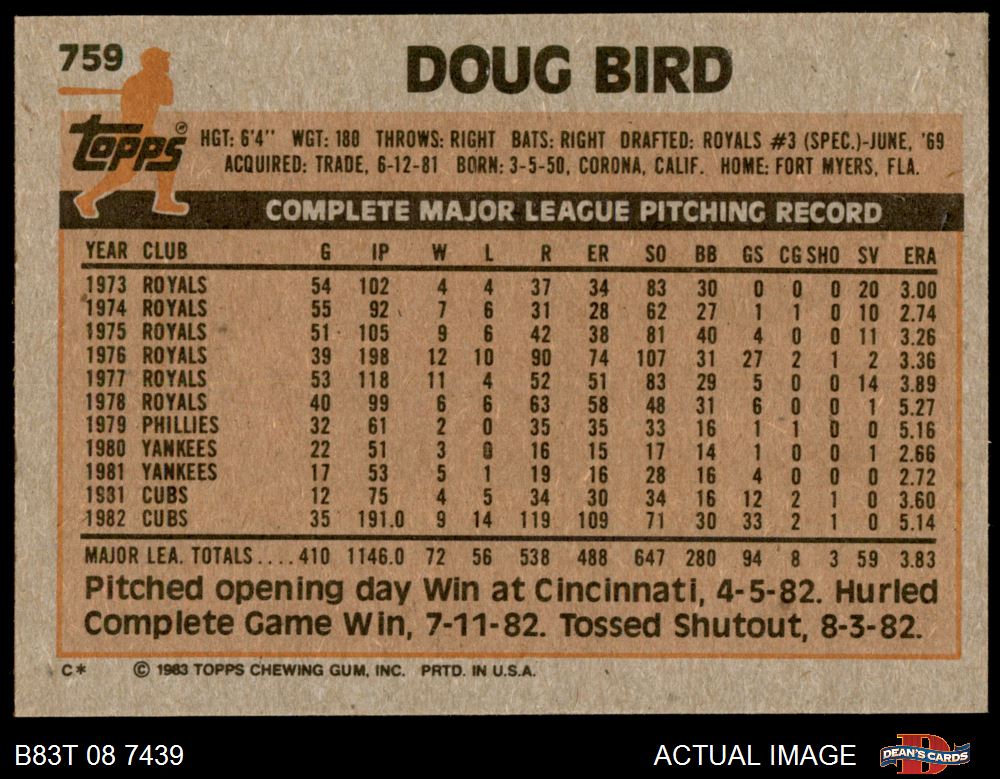 759
DOUG BIRD
topps®
HGT: 6'4'' WGT: 180 THROWS: RIGHT BATS: RIGHT DRAFTED: ROYALS #3 (SPEC.)-JUNE, '69
ACQUIRED: TRADE, 6-12-81 BORN: 3-5-50, CORONA, CALIF. HOME: FORT MYERS, FLA.
COMPLETE MAJOR LEAGUE PITCHING RECORD
YEAR CLUB G IP W L R ER SO BB GS CG SHO SV ERA
1973 ROYALS 54 102 4 4 37 34 83 30 0 0 0 20 3.00
1974 ROYALS 55 92 7 6 31 28 62 27 1 1 0 10 2.74
1975 ROYALS 51 105 9 6 42 38 81 40 4 0 0 11 3.26
1976 ROYALS 39 198 12 10 90 74 107 31 27 2 1 2 3.36
1977 ROYALS 53 118 11 4 52 51 83 29 5 0 0 14 3.89
1978 ROYALS 40 99 6 6 63 58 48 31 6 0 0 1 5.27
1979 PHILLIES 32 61 2 0 35 35 33 16 1 1 0 0 5.16
1980 YANKEES 22 51 3 0 16 15 17 14 1 0 0 1 2.66
1981 YANKEES 17 53 5 1 19 16 28 16 4 0 0 0 2.72
1981 CUBS 12 75 4 5 34 30 34 16 12 2 1 0 3.60
1982 CUBS 35 191.0 9 14 119 109 71 30 33 2 1 0 5.14
MAJOR LEA. TOTALS....410 1146.0 72 56 538 488 647 280 94 8 3 59 3.83
Pitched opening day Win at Cincinnati, 4-5-82. Hurled
Complete Game Win, 7-11-82. Tossed Shutout, 8-3-82.
C* © 1983 TOPPS CHEWING GUM, INC. PRTD. IN U.S.A.
B83T 08 7439 ACTUAL IMAGE DEAN'S CARDS